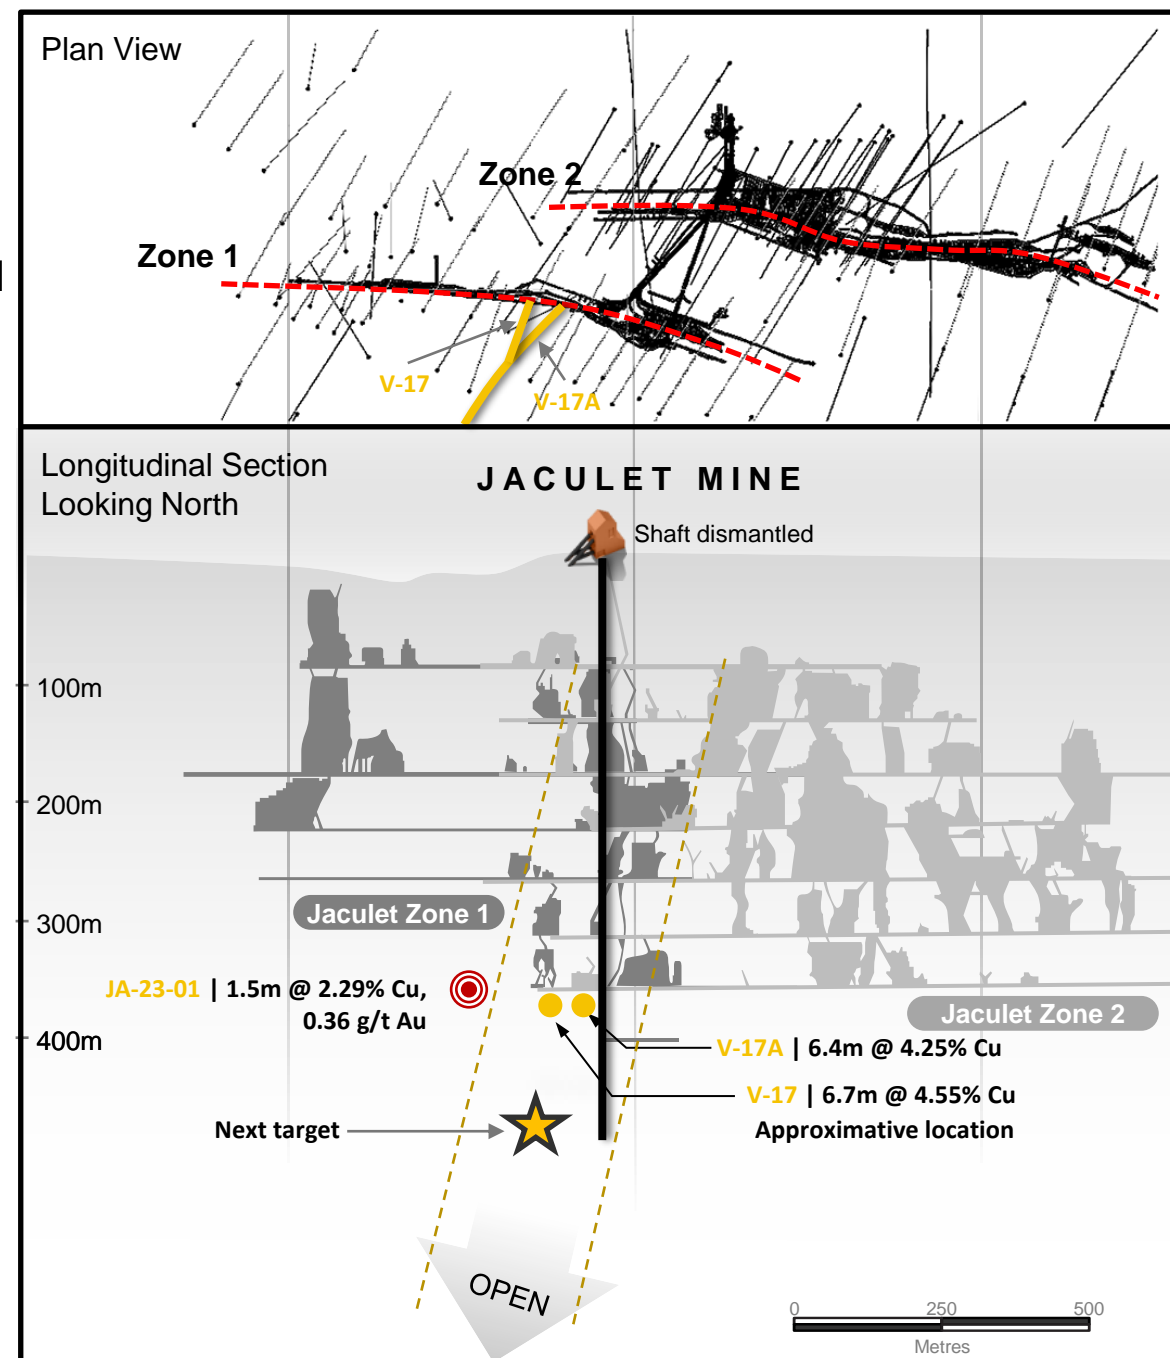 Plan View
Zone 2
Zone 1
V-17
V-17A
Longitudinal Section
Looking North
JACULET MINE
Shaft dismantled
100m
200m
300m
400m
Jaculet Zone 1
JA-23-01 | 1.5m @ 2.29% Cu,
0.36 g/t Au
Jaculet Zone 2
V-17A | 6.4m @ 4.25% Cu
V-17 | 6.7m @ 4.55% Cu
Approximative location
Next target
OPEN
0 250 500
Metres